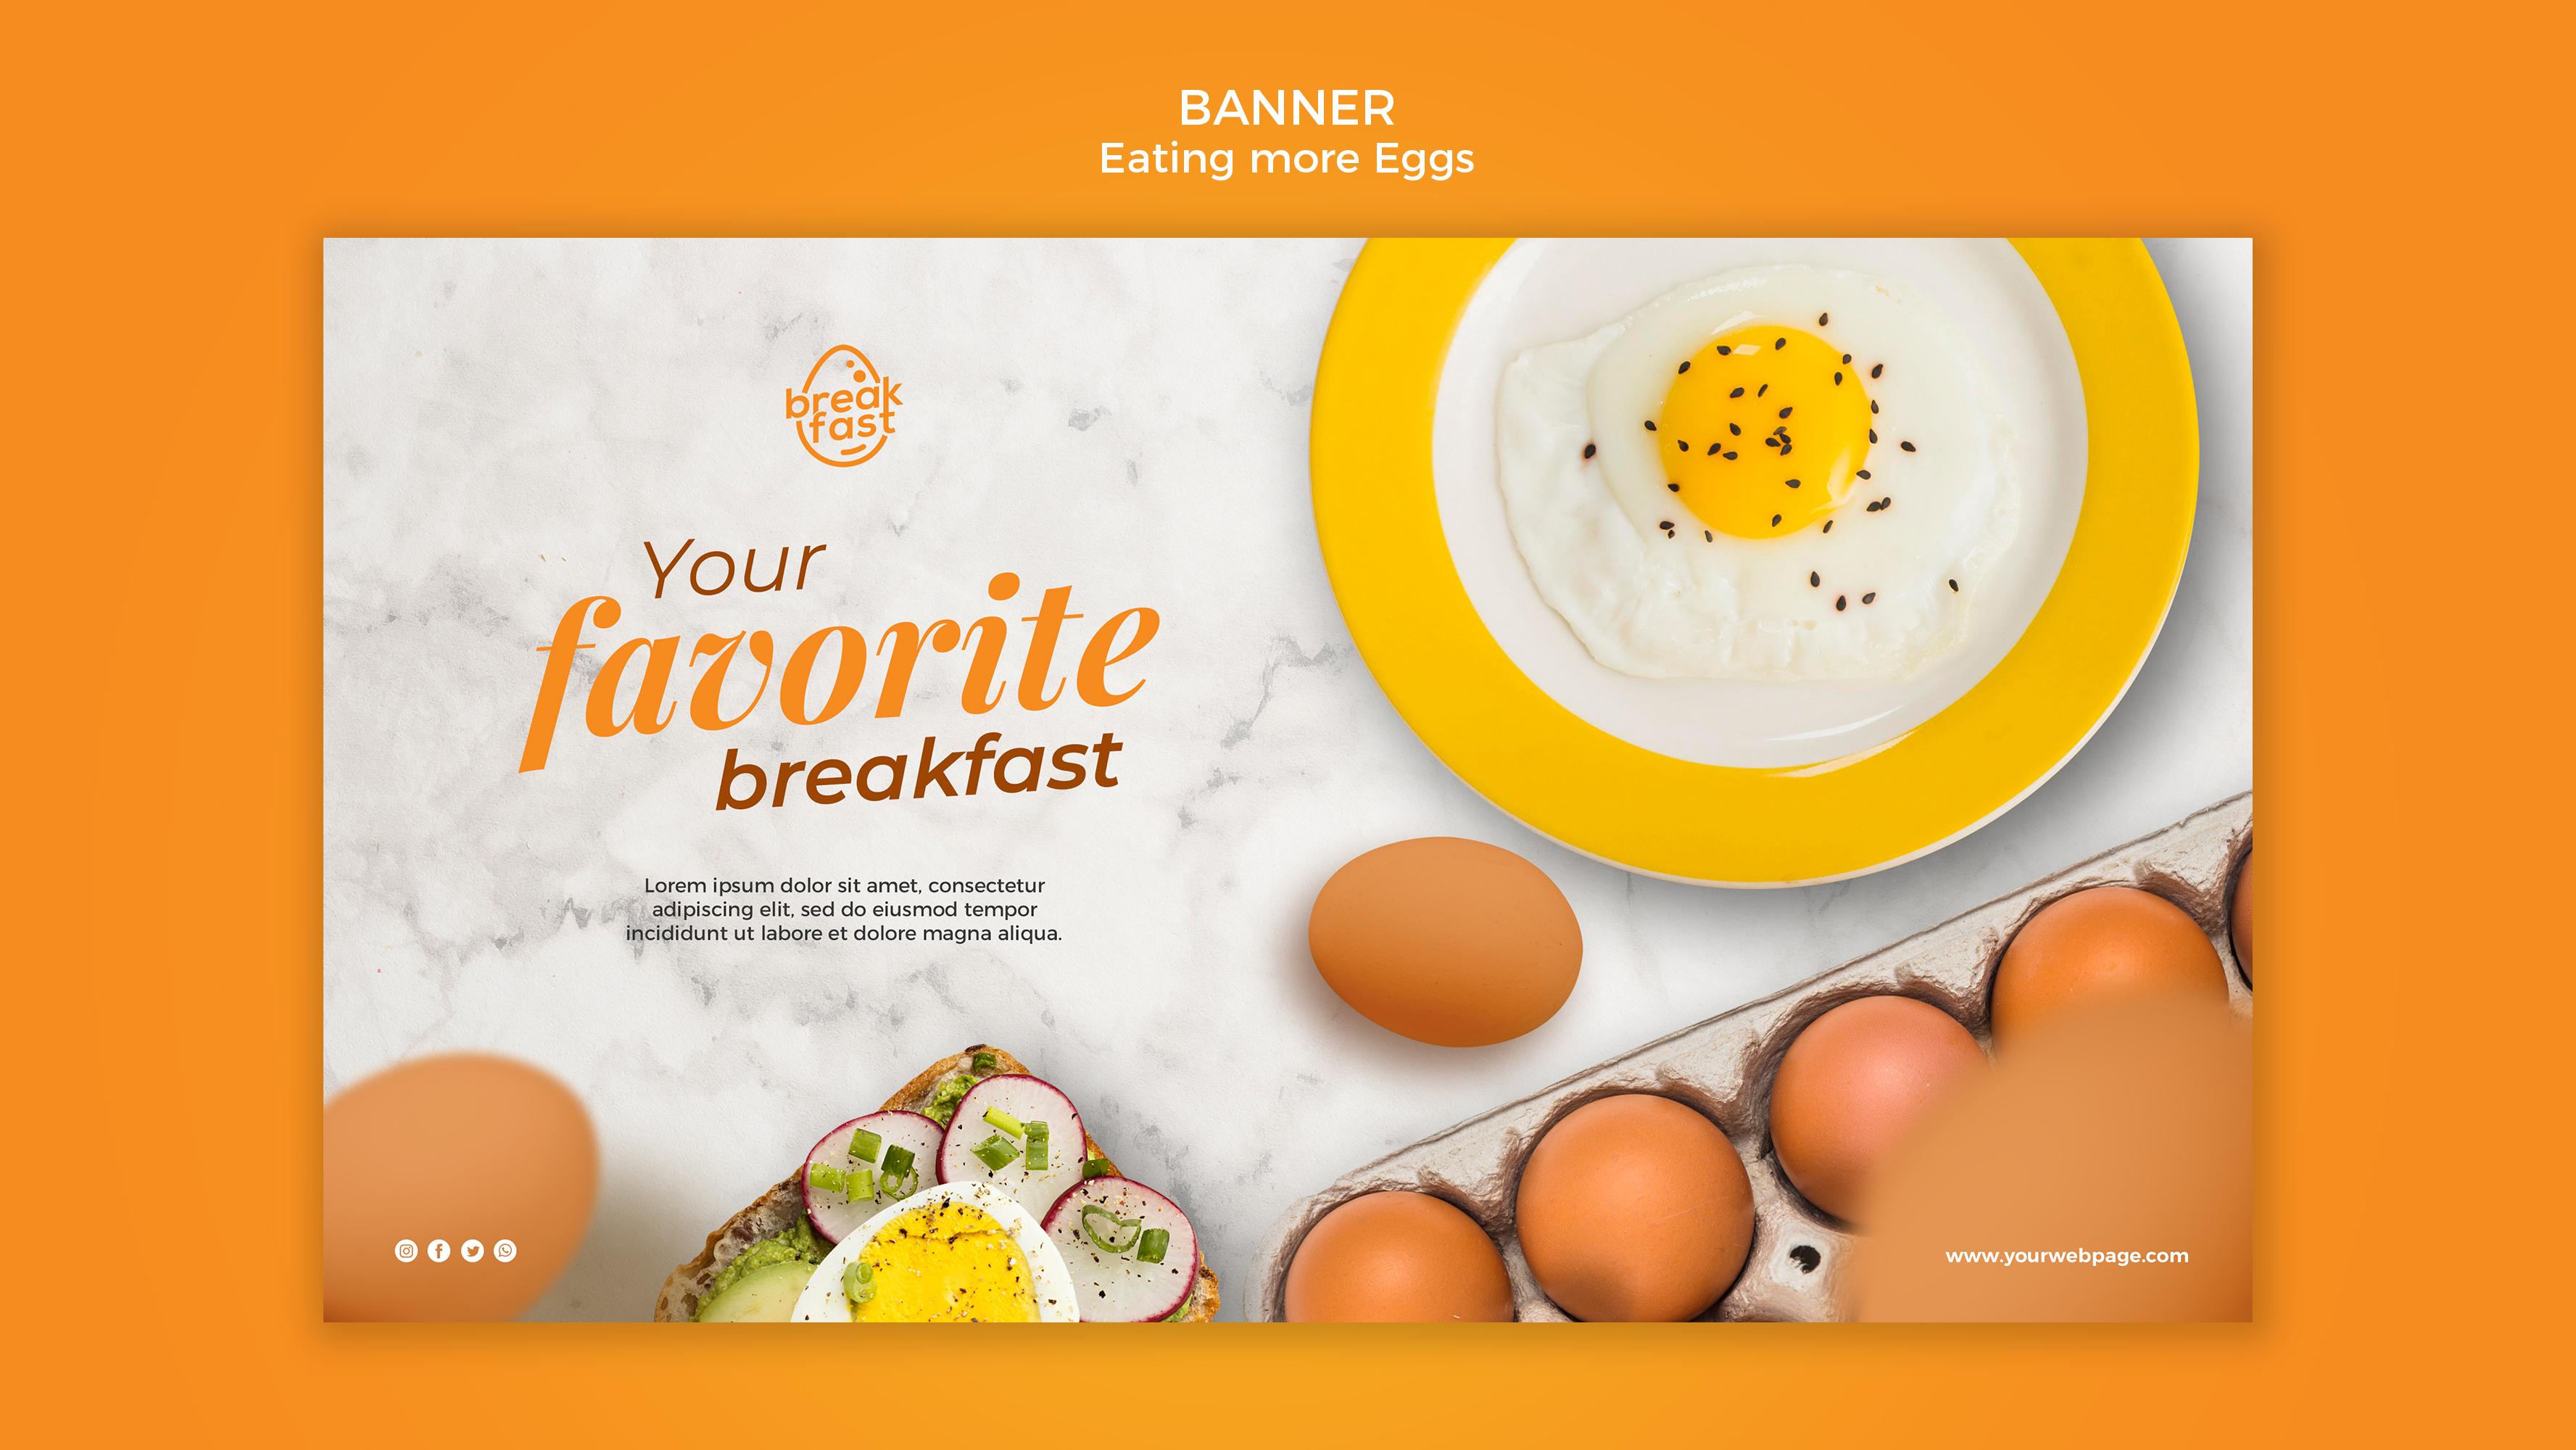 BANNER
Eating more Eggs
break
fast
Your
favorite
breakfast
Lorem ipsum dolor sit amet, consectetur
adipiscing elit, sed do eiusmod tempor
incididunt ut labore et dolore magna aliqua.
www.yourwebpage.com